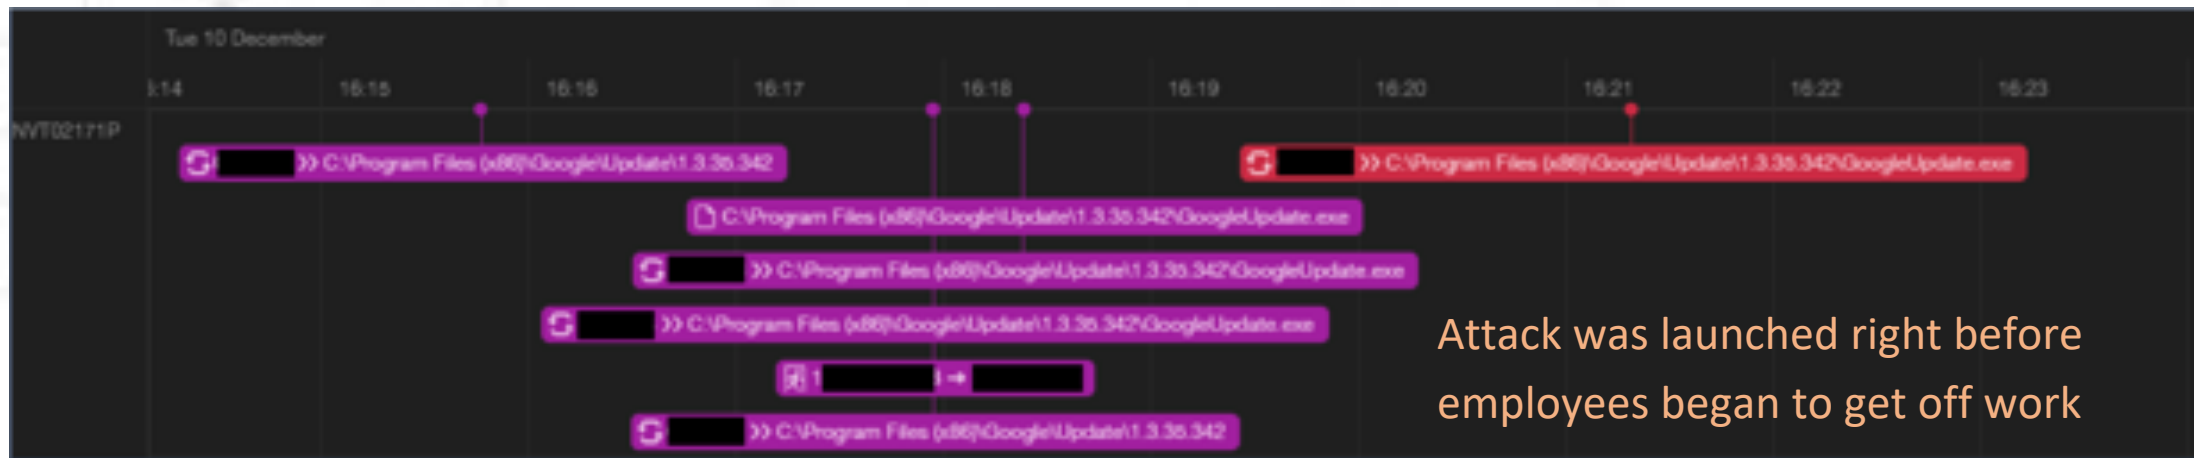 Tue 10 December
:14 16:15 16:16 16:17 16:18 16:19 16:20 16:21 16:22 16:23
NVT02171P
>> C:\Program Files (x86)\Google\Update\1.3.35.342
>> C:\Program Files (x86)\Google\Update\1.3.35.342\GoogleUpdate.exe
C:\Program Files (x86)\Google\Update\1.3.35.342\GoogleUpdate.exe
>> C:\Program Files (x86)\Google\Update\1.3.35.342\GoogleUpdate.exe
>> C:\Program Files (x86)\Google\Update\1.3.35.342\GoogleUpdate.exe
1 →
>> C:\Program Files (x86)\Google\Update\1.3.35.342
Attack was launched right before
employees began to get off work